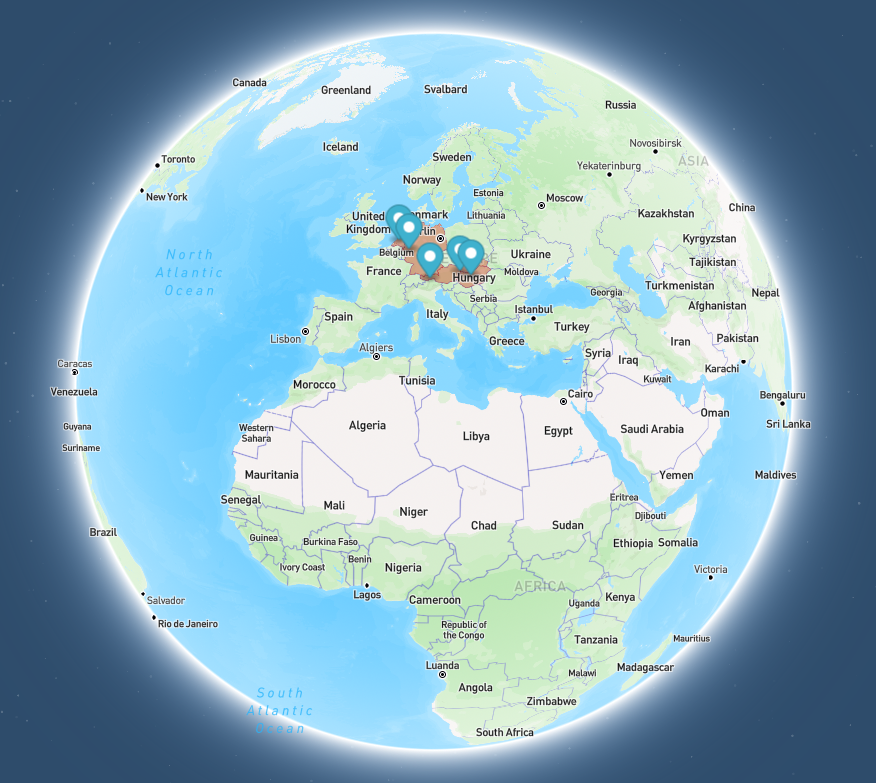 Canada
Greenland
Svalbard
Russia
Iceland
Novosibirsk
Sweden
ASIA
Toronto
Yekaterinburg
Norway
Estonia
New York
Moscow
Lithuania
China
Kazakhstan
United
Kingdom
nmark
rlin
Kyrgyzstan
North
Atlantic
Ocean
Belgium
Ukraine
Tajikistan
France
Hungary
Moldova
Turkmenistan
Nepal
Georgia
Serbia
Afghanistan
Istanbul
Spain
Italy
Turkey
Lisbon
Greece
Iran
Pakistan
Algiers
Syria
Iraq
Caracas
Karachi
Tunisia
Kuwait
Morocco
Venezuela
Cairo
Bengaluru
Oman
Guyana
Western
Sahara
Algeria
Libya
Egypt
Saudi Arabia
Sri Lanka
Suriname
Mauritania
Yemen
Maldives
Senegal
Mali
Niger
Eritrea
Chad
Sudan
Djibouti
Brazil
Guinea
Burkina Faso
Ethiopia
Somalia
Benin
Ivory Coast
Nigeria
Victoria
AFRICA
Lagos
Cameroon
Uganda
Kenya
Salvador
Rio de Janeiro
Republic of
the Congo
Tanzania
Mauritius
Luanda
Malawi
Madagascar
Angola
South
Atlantic
Ocean
Zimbabwe
South Africa